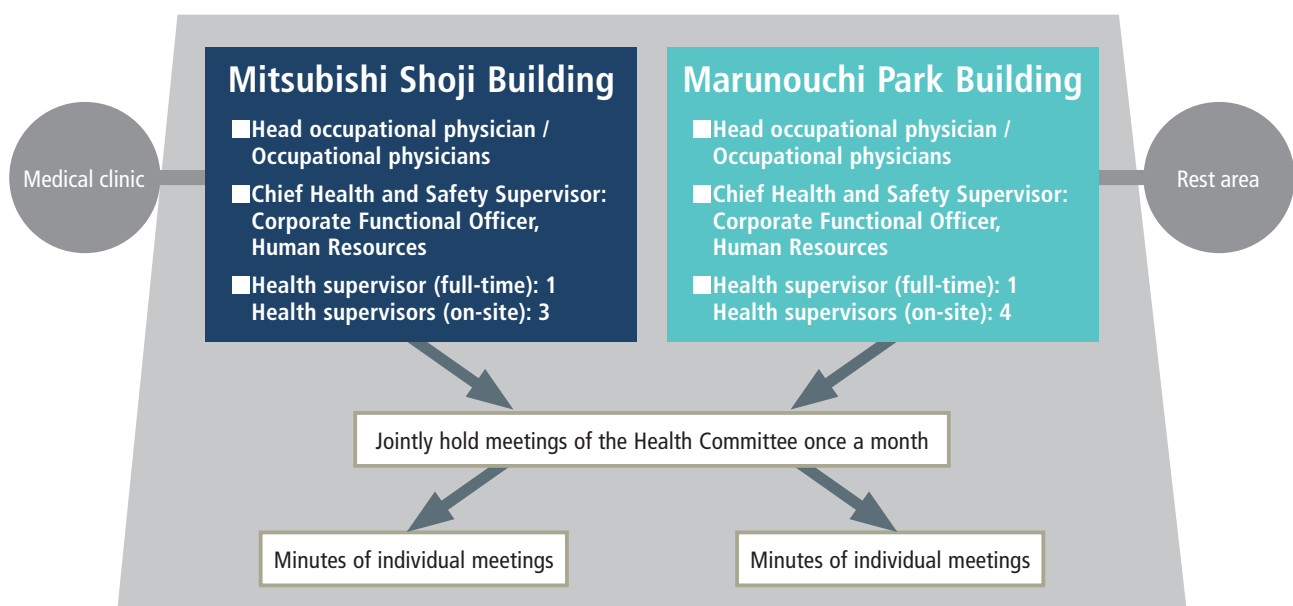 Mitsubishi Shoji Building
Head occupational physician /
Occupational physicians
Chief Health and Safety Supervisor:
Corporate Functional Officer,
Human Resources
Health supervisor (full-time): 1
Health supervisors (on-site): 3
Marunouchi Park Building
Head occupational physician /
Occupational physicians
Chief Health and Safety Supervisor:
Corporate Functional Officer,
Human Resources
Health supervisor (full-time): 1
Health supervisors (on-site): 4
Medical clinic
Rest area
Jointly hold meetings of the Health Committee once a month
Minutes of individual meetings
Minutes of individual meetings